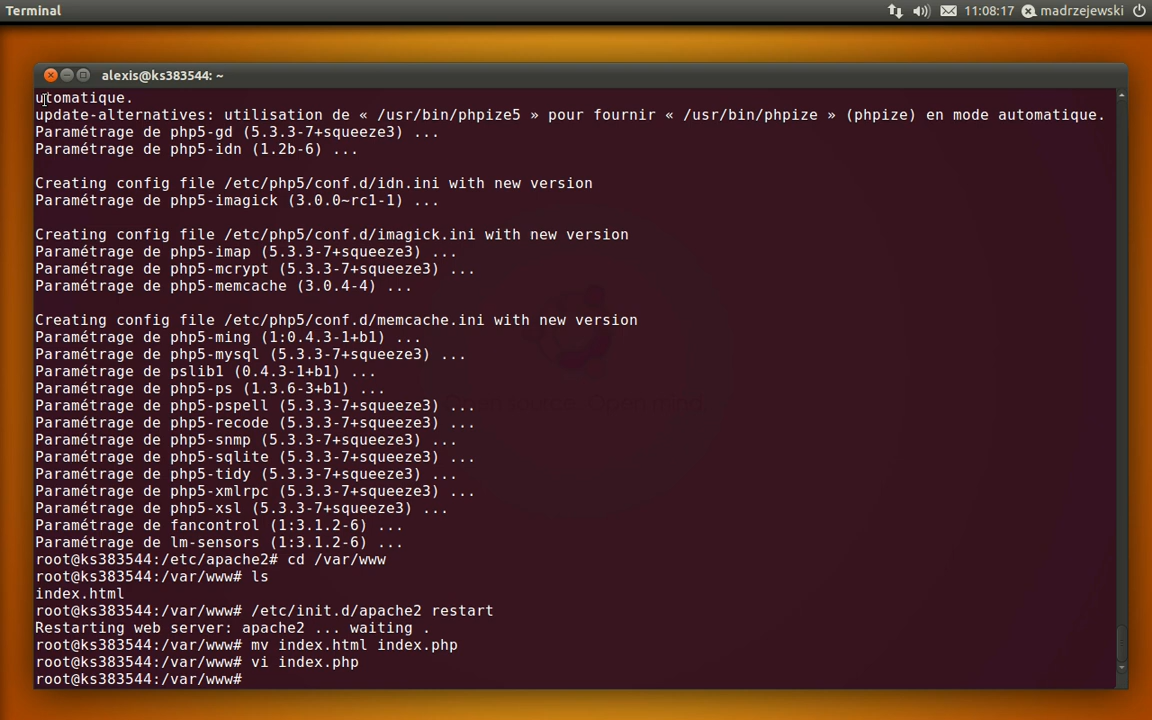 Terminal
11:08:17 madrzejewski
alexis@ks383544: ~
utomatique.
update-alternatives: utilisation de « /usr/bin/phpize5 » pour fournir « /usr/bin/phpize » (phpize) en mode automatique.
Paramétrage de php5-gd (5.3.3-7+squeeze3) ...
Paramétrage de php5-idn (1.2b-6) ...
Creating config file /etc/php5/conf.d/idn.ini with new version
Paramétrage de php5-imagick (3.0.0~rc1-1) ...
Creating config file /etc/php5/conf.d/imagick.ini with new version
Paramétrage de php5-imap (5.3.3-7+squeeze3) ...
Paramétrage de php5-mcrypt (5.3.3-7+squeeze3) ...
Paramétrage de php5-memcache (3.0.4-4) ...
Creating config file /etc/php5/conf.d/memcache.ini with new version
Paramétrage de php5-ming (1:0.4.3-1+b1) ...
Paramétrage de php5-mysql (5.3.3-7+squeeze3) ...
Paramétrage de pslib1 (0.4.3-1+b1) ...
Paramétrage de php5-ps (1.3.6-3+b1) ...
Paramétrage de php5-pspell (5.3.3-7+squeeze3) ...
Paramétrage de php5-recode (5.3.3-7+squeeze3) ...
Paramétrage de php5-snmp (5.3.3-7+squeeze3) ...
Paramétrage de php5-sqlite (5.3.3-7+squeeze3) ...
Paramétrage de php5-tidy (5.3.3-7+squeeze3) ...
Paramétrage de php5-xmlrpc (5.3.3-7+squeeze3) ...
Paramétrage de php5-xsl (5.3.3-7+squeeze3) ...
Paramétrage de fancontrol (1:3.1.2-6) ...
Paramétrage de lm-sensors (1:3.1.2-6) ...
root@ks383544:/etc/apache2# cd /var/www
root@ks383544:/var/www# ls
index.html
root@ks383544:/var/www# /etc/init.d/apache2 restart
Restarting web server: apache2 ... waiting .
root@ks383544:/var/www# mv index.html index.php
root@ks383544:/var/www# vi index.php
root@ks383544:/var/www#